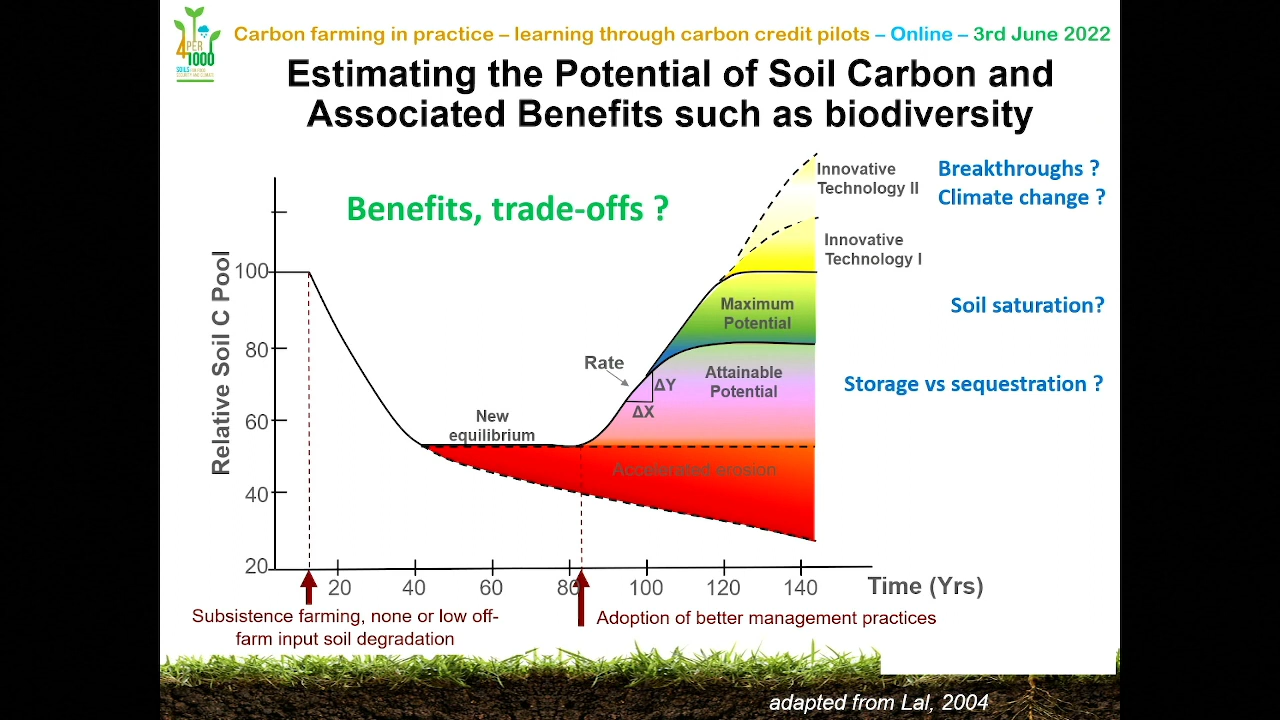 4 PER
1000
Carbon farming in practice – learning through carbon credit pilots – Online – 3rd June 2022
Estimating the Potential of Soil Carbon and
Associated Benefits such as biodiversity
Benefits, trade-offs ?
Innovative
Technology II
Breakthroughs ?
Climate change ?
Innovative
Technology I
Relative Soil C Pool
100
80
60
40
20
Maximum
Potential
Soil saturation?
Rate
ΔY
ΔX
Attainable
Potential
Storage vs sequestration ?
New
equilibrium
Accelerated erosion
20
40
60
80
100
120
140
Time (Yrs)
Subsistence farming, none or low off-
farm input soil degradation
Adoption of better management practices
adapted from Lal, 2004